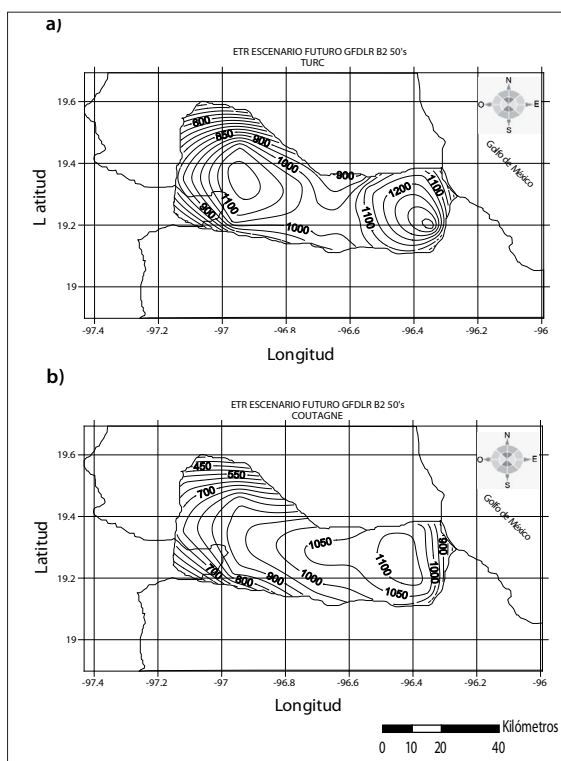 a)
ETR ESCENARIO FUTURO GFDLR B2 50's
TURC
19.6
19.4
19.2
19
Latitud
600
850
900
1000
900
1100
900
1000
1200
1100
1100
N
O
E
S
Golfo de México
-97.4
-97.2
-97
-96.8
-96.6
-96.4
-96.2
-96
Longitud
b)
ETR ESCENARIO FUTURO GFDLR B2 50's
COUTAGNE
19.6
19.4
19.2
19
Latitud
450
550
700
700
800
900
1000
1050
1100
1050
1000
900
N
O
E
S
Golfo de México
-97.4
-97.2
-97
-96.8
-96.6
-96.4
-96.2
-96
Longitud
Kilómetros
0 10 20 40